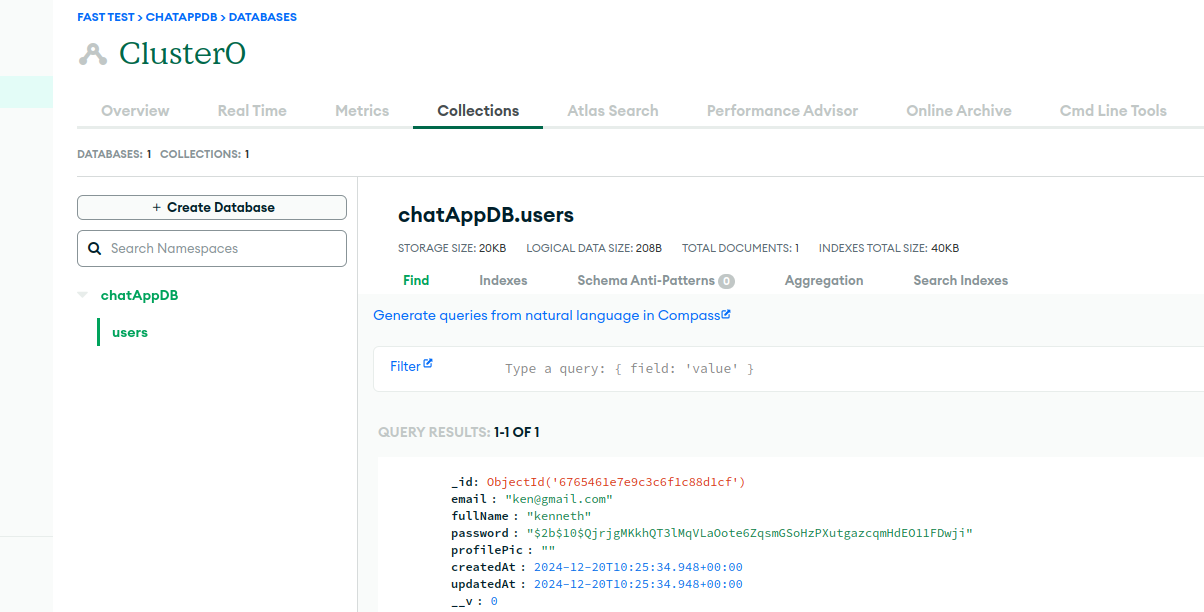 FAST TEST > CHATAPPDB > DATABASES
Cluster0
Overview Real Time Metrics Collections Atlas Search Performance Advisor Online Archive Cmd Line Tools
DATABASES: 1 COLLECTIONS: 1
+ Create Database
Search Namespaces
chatAppDB
users
chatAppDB.users
STORAGE SIZE: 20KB LOGICAL DATA SIZE: 208B TOTAL DOCUMENTS: 1 INDEXES TOTAL SIZE: 40KB
Find Indexes Schema Anti-Patterns 0 Aggregation Search Indexes
Generate queries from natural language in Compass
Filter Type a query: { field: 'value' }
QUERY RESULTS: 1-1 OF 1
_id: ObjectId('6765461e7e9c3c6f1c88d1cf')
email : "ken@gmail.com"
fullName : "kenneth"
password : "$2b$10$QjrjgMKkhQT3lMqVLaOote6ZqsmGSoHzPXutgazcqmHdEO11FDwji"
profilePic : ""
createdAt : 2024-12-20T10:25:34.948+00:00
updatedAt : 2024-12-20T10:25:34.948+00:00
__v : 0